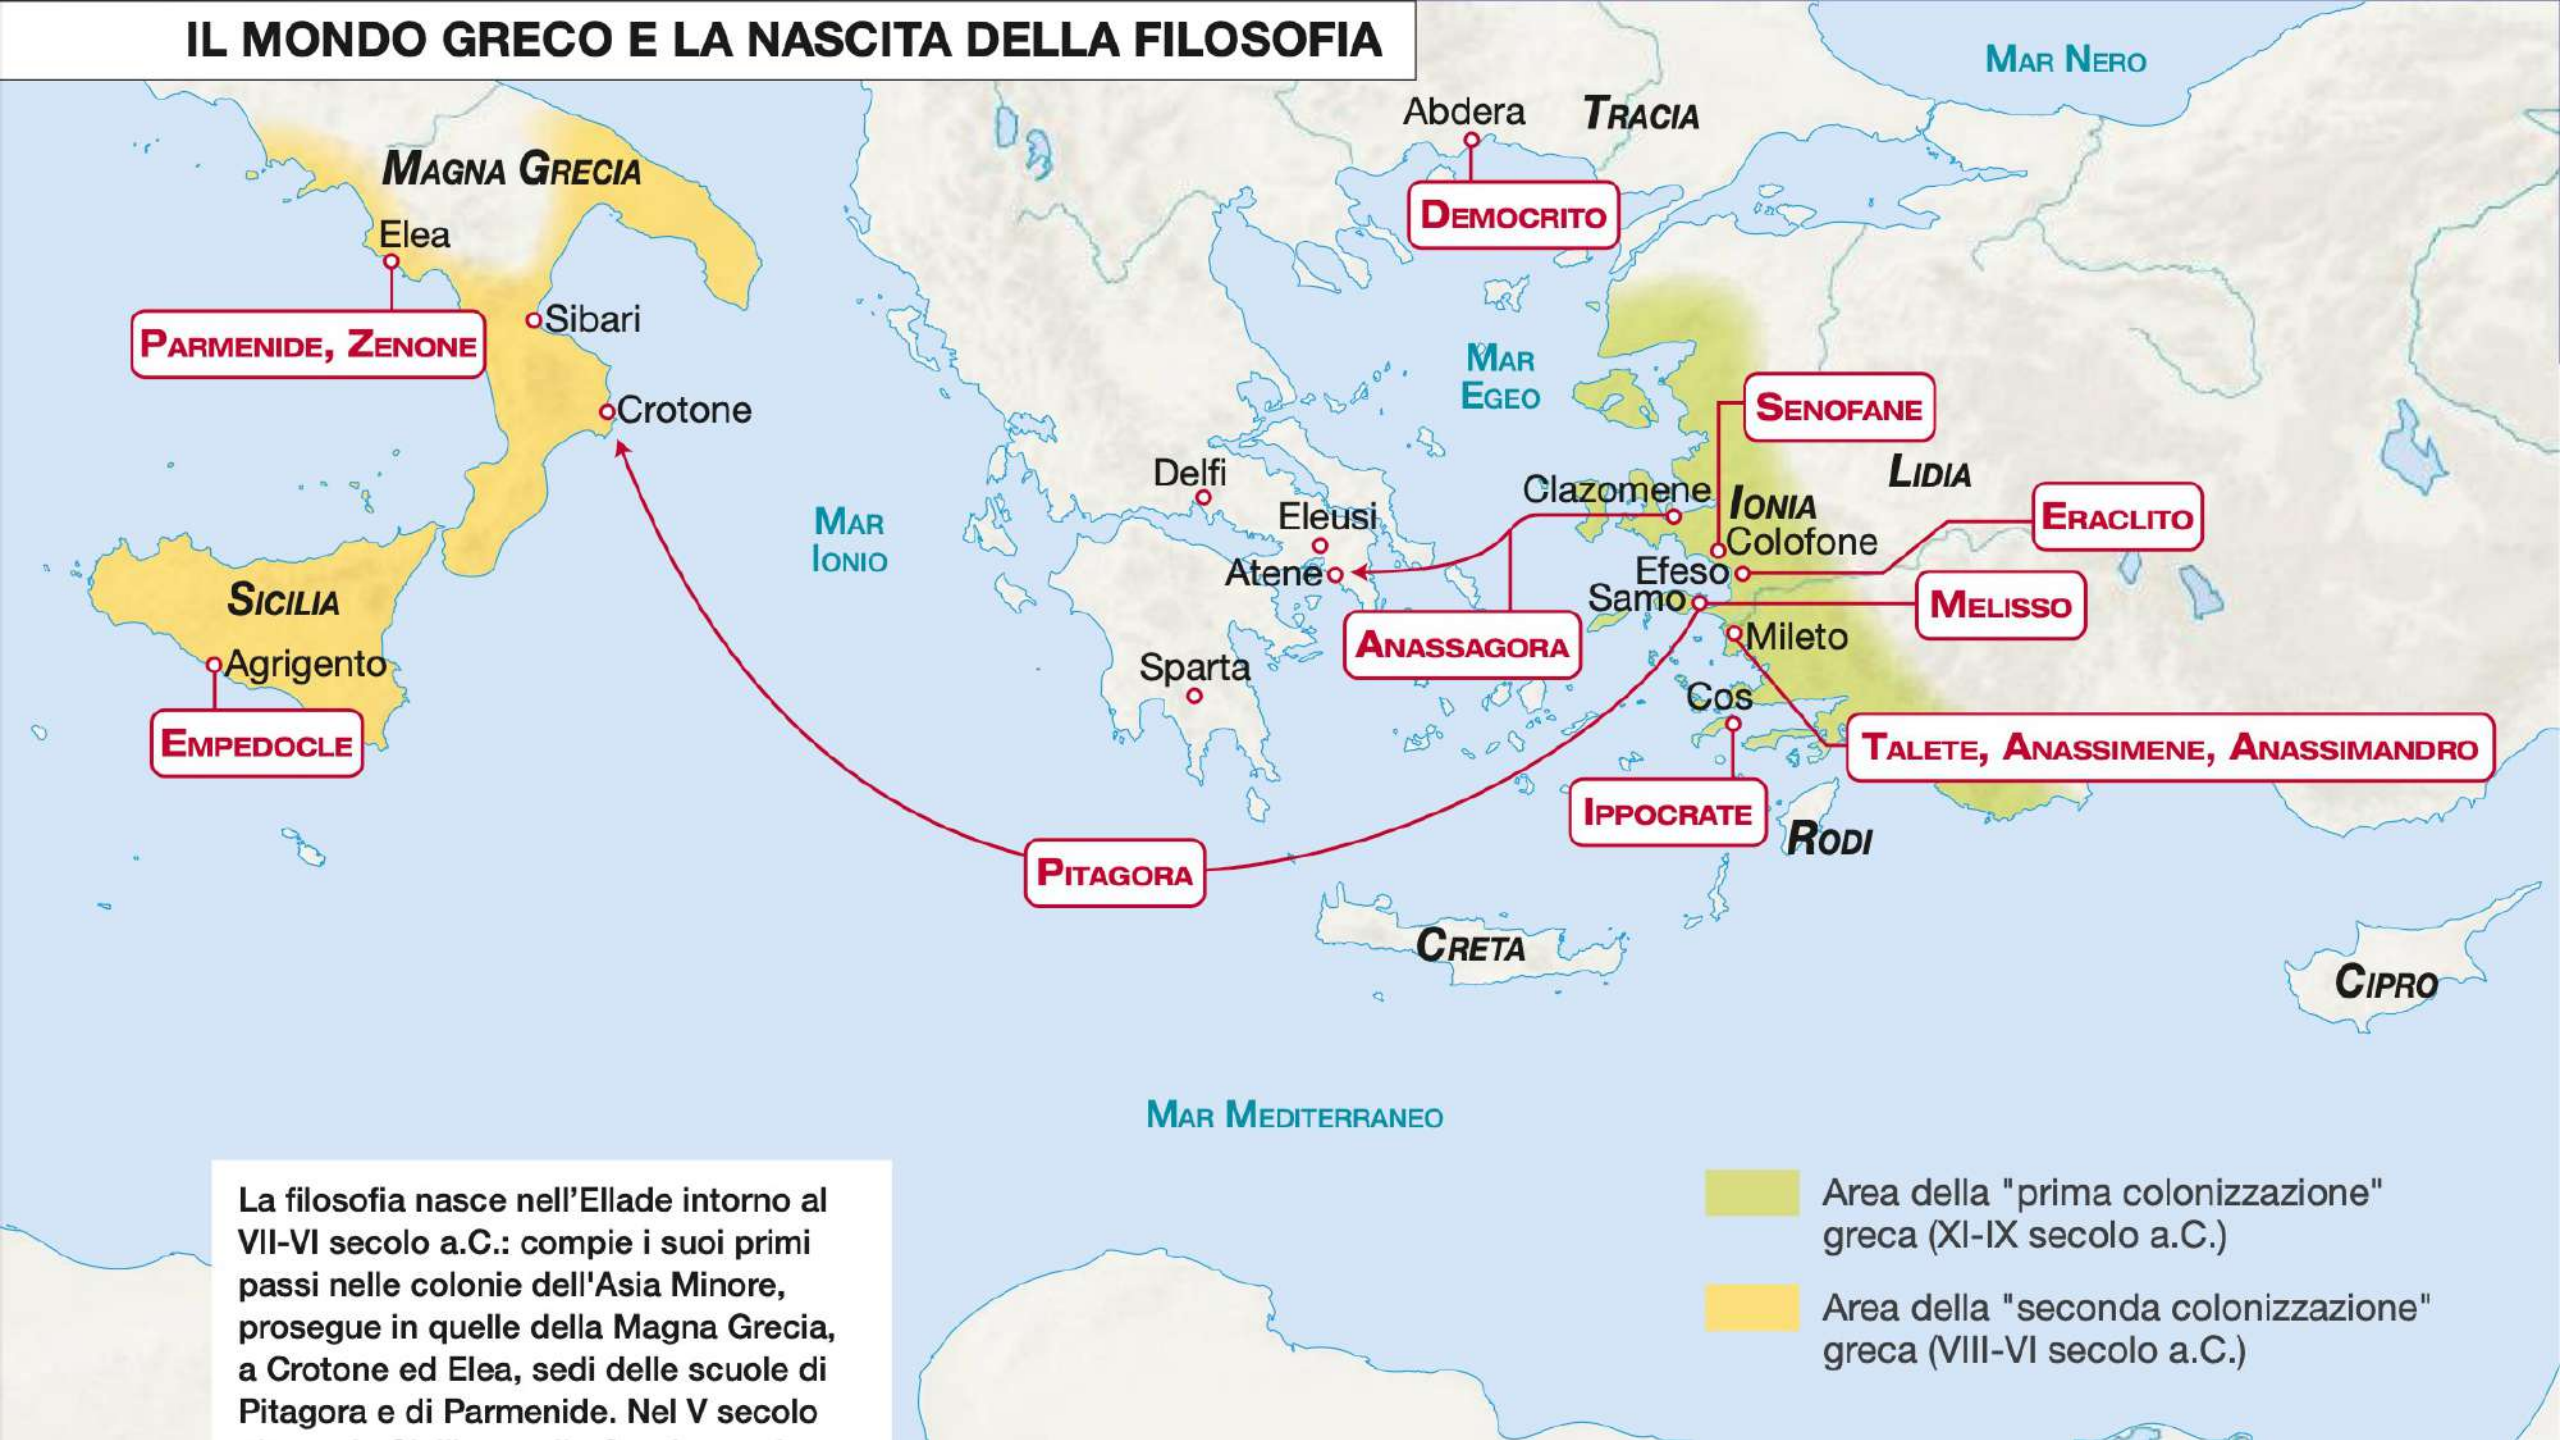 IL MONDO GRECO E LA NASCITA DELLA FILOSOFIA
MAR NERO
Abdera
TRACIA
MAGNA GRECIA
DEMOCRITO
Elea
Sibari
PARMENIDE, ZENONE
MAR
EGEO
Crotone
SENOFANE
Delfi
LIDIA
Clazomene
IONIA
Eleusi
ERACLITO
MAR
IONIO
Colofone
Atene
Efeso
SICILIA
Samo
MELISSO
ANASSAGORA
Mileto
Agrigento
Sparta
Cos
EMPEDOCLE
TALETE, ANASSIMENE, ANASSIMANDRO
IPPOCRATE
RODI
PITAGORA
CRETA
CIPRO
MAR MEDITERRANEO
La filosofia nasce nell'Ellade intorno al
VII-VI secolo a.C.: compie i suoi primi
passi nelle colonie dell'Asia Minore,
prosegue in quelle della Magna Grecia,
a Crotone ed Elea, sedi delle scuole di
Pitagora e di Parmenide. Nel V secolo
Area della "prima colonizzazione"
greca (XI-IX secolo a.C.)
Area della "seconda colonizzazione"
greca (VIII-VI secolo a.C.)